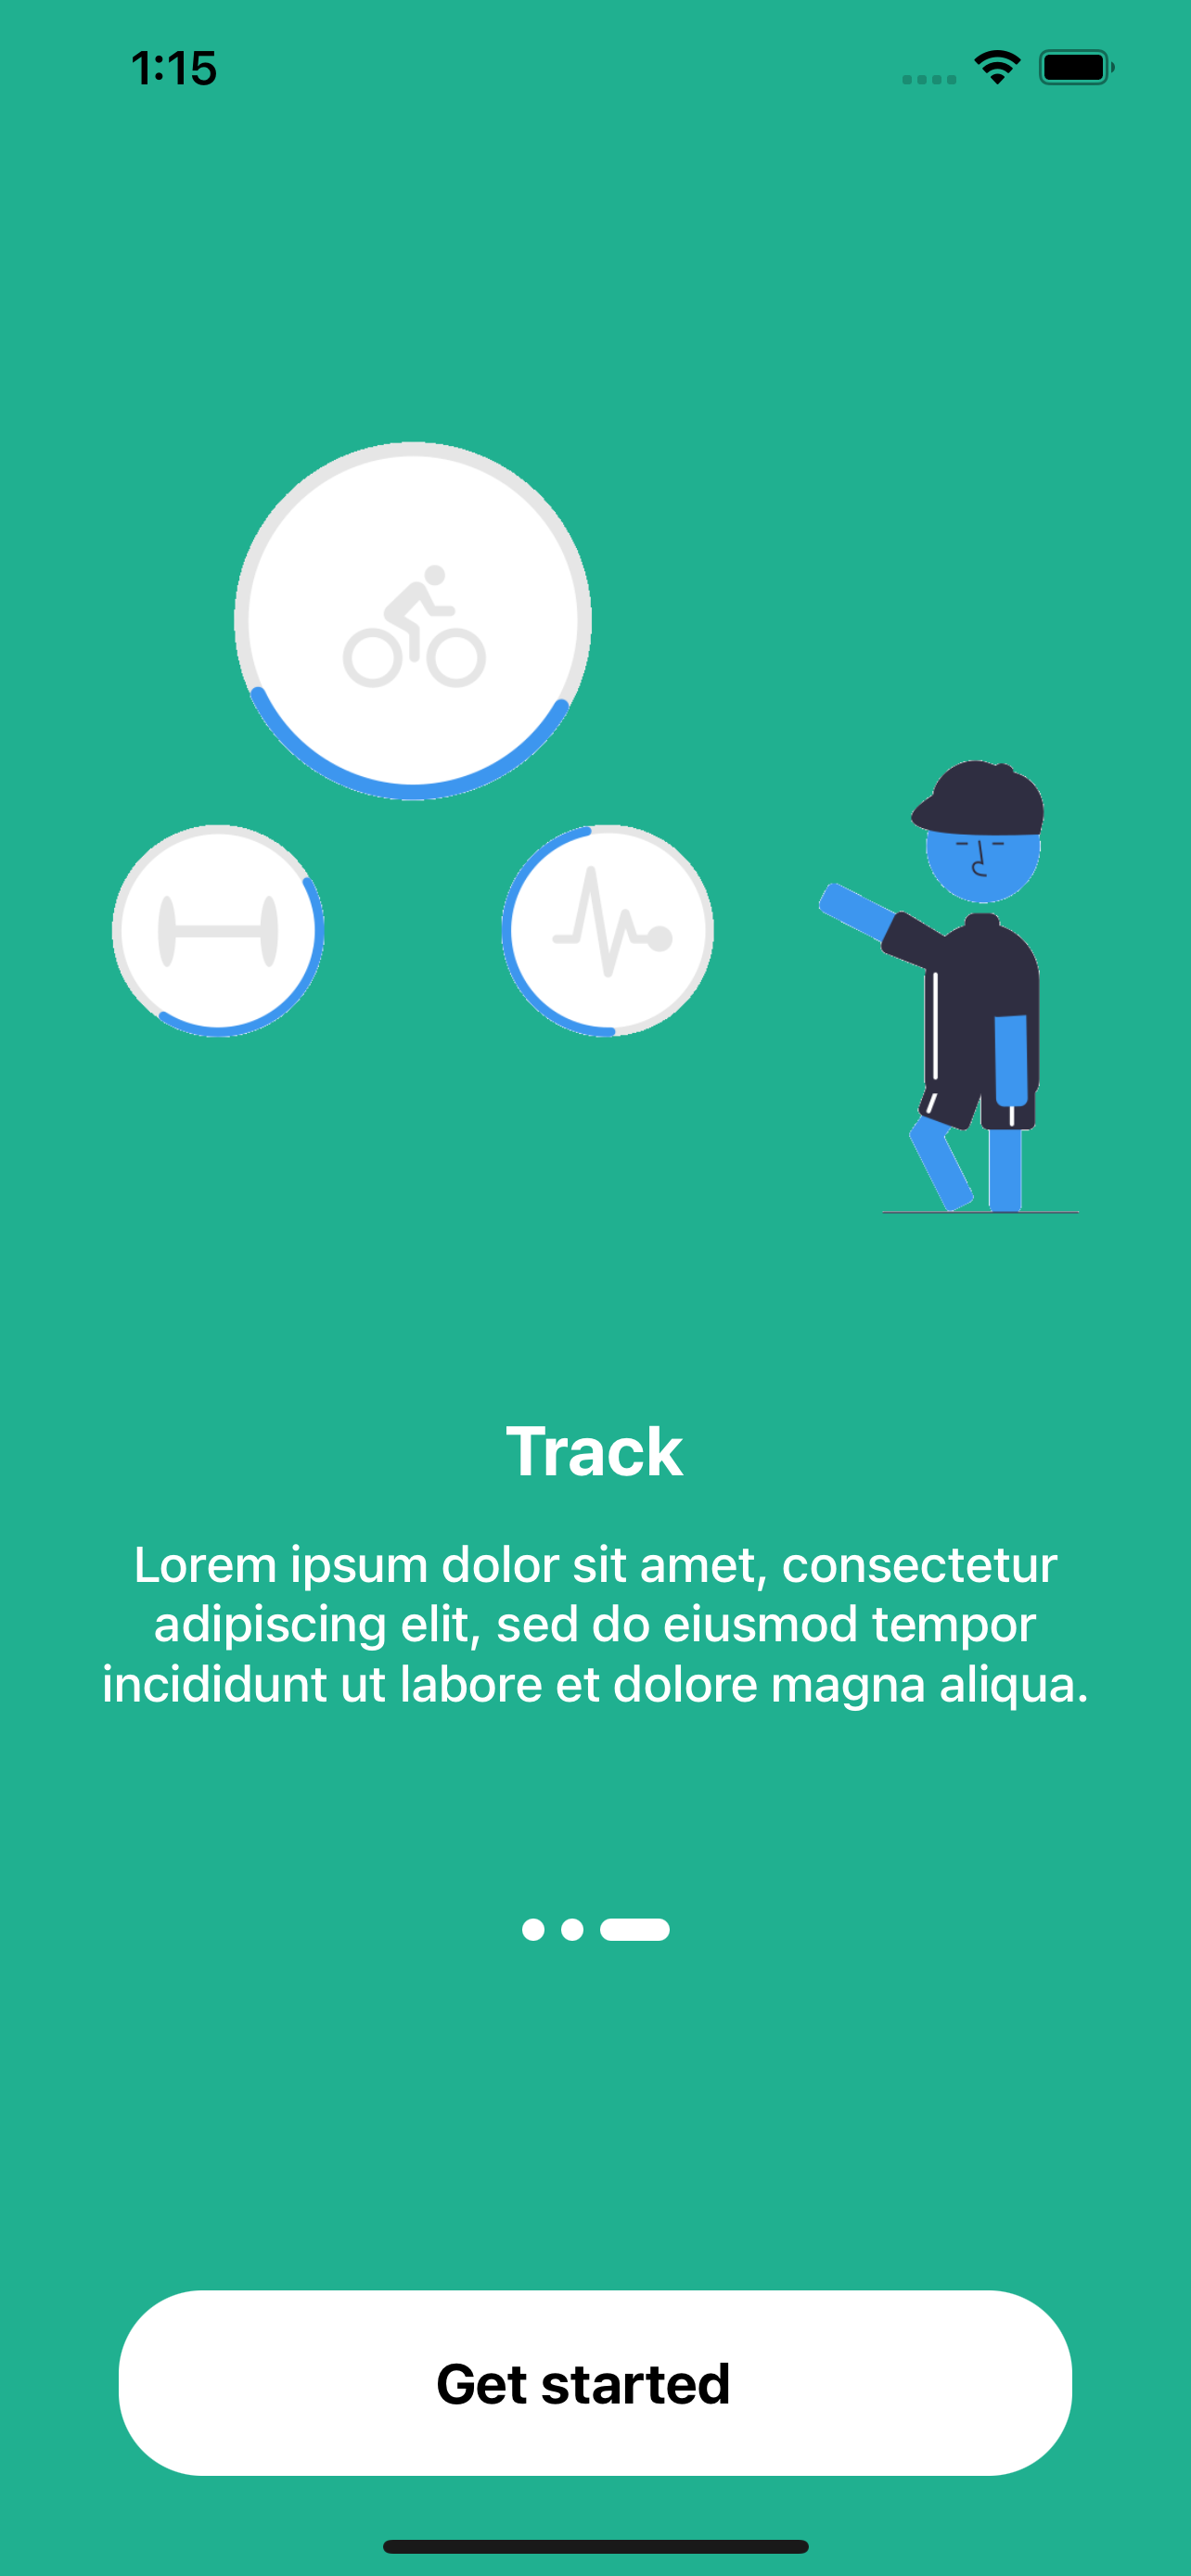 1:15
Track
Lorem ipsum dolor sit amet, consectetur
adipiscing elit, sed do eiusmod tempor
incididunt ut labore et dolore magna aliqua.
Get started